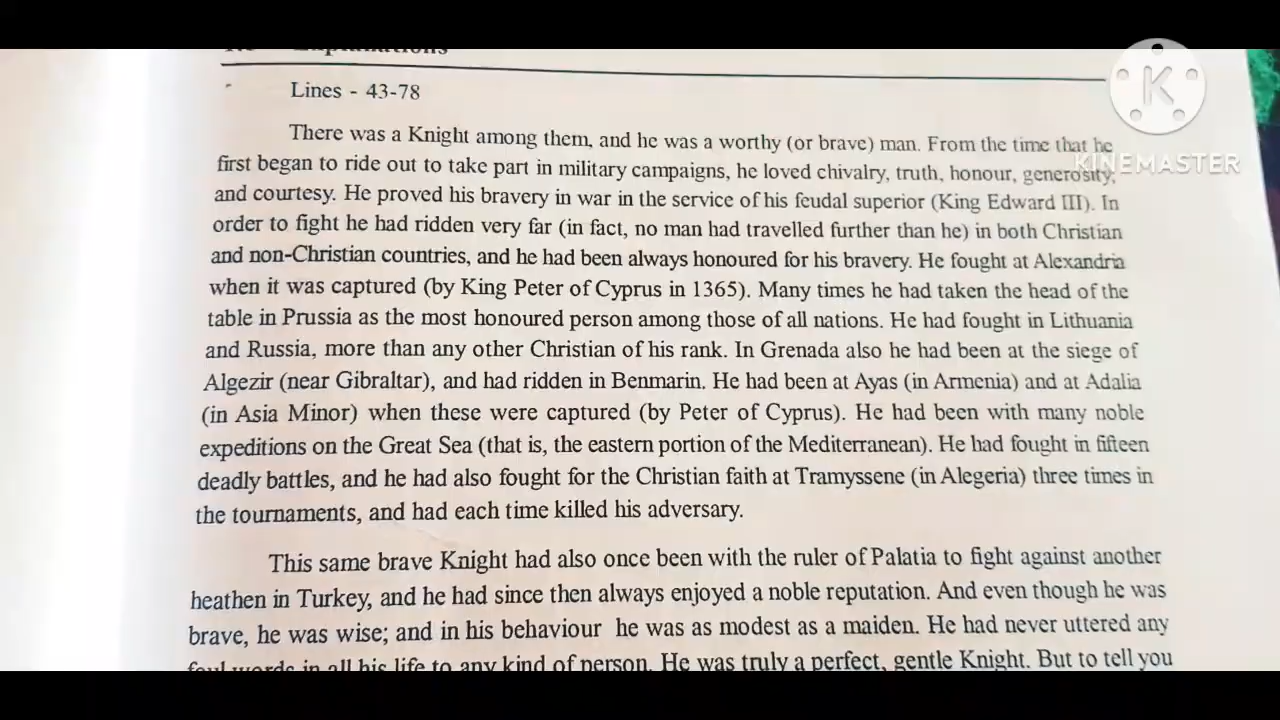 Explanations
Lines - 43-78
K
KINEMASTER
There was a Knight among them, and he was a worthy (or brave) man. From the time that he
first began to ride out to take part in military campaigns, he loved chivalry, truth, honour, generosity,
and courtesy. He proved his bravery in war in the service of his feudal superior (King Edward III). In
order to fight he had ridden very far (in fact, no man had travelled further than he) in both Christian
and non-Christian countries, and he had been always honoured for his bravery. He fought at Alexandria
when it was captured (by King Peter of Cyprus in 1365). Many times he had taken the head of the
table in Prussia as the most honoured person among those of all nations. He had fought in Lithuania
and Russia, more than any other Christian of his rank. In Grenada also he had been at the siege of
Algezir (near Gibraltar), and had ridden in Benmarin. He had been at Ayas (in Armenia) and at Adalia
(in Asia Minor) when these were captured (by Peter of Cyprus). He had been with many noble
expeditions on the Great Sea (that is, the eastern portion of the Mediterranean). He had fought in fifteen
deadly battles, and he had also fought for the Christian faith at Tramyssene (in Alegeria) three times in
the tournaments, and had each time killed his adversary.
This same brave Knight had also once been with the ruler of Palatia to fight against another
heathen in Turkey, and he had since then always enjoyed a noble reputation. And even though he was
brave, he was wise; and in his behaviour he was as modest as a maiden. He had never uttered any
foul words in all his life to any kind of person. He was truly a perfect, gentle Knight. But to tell you